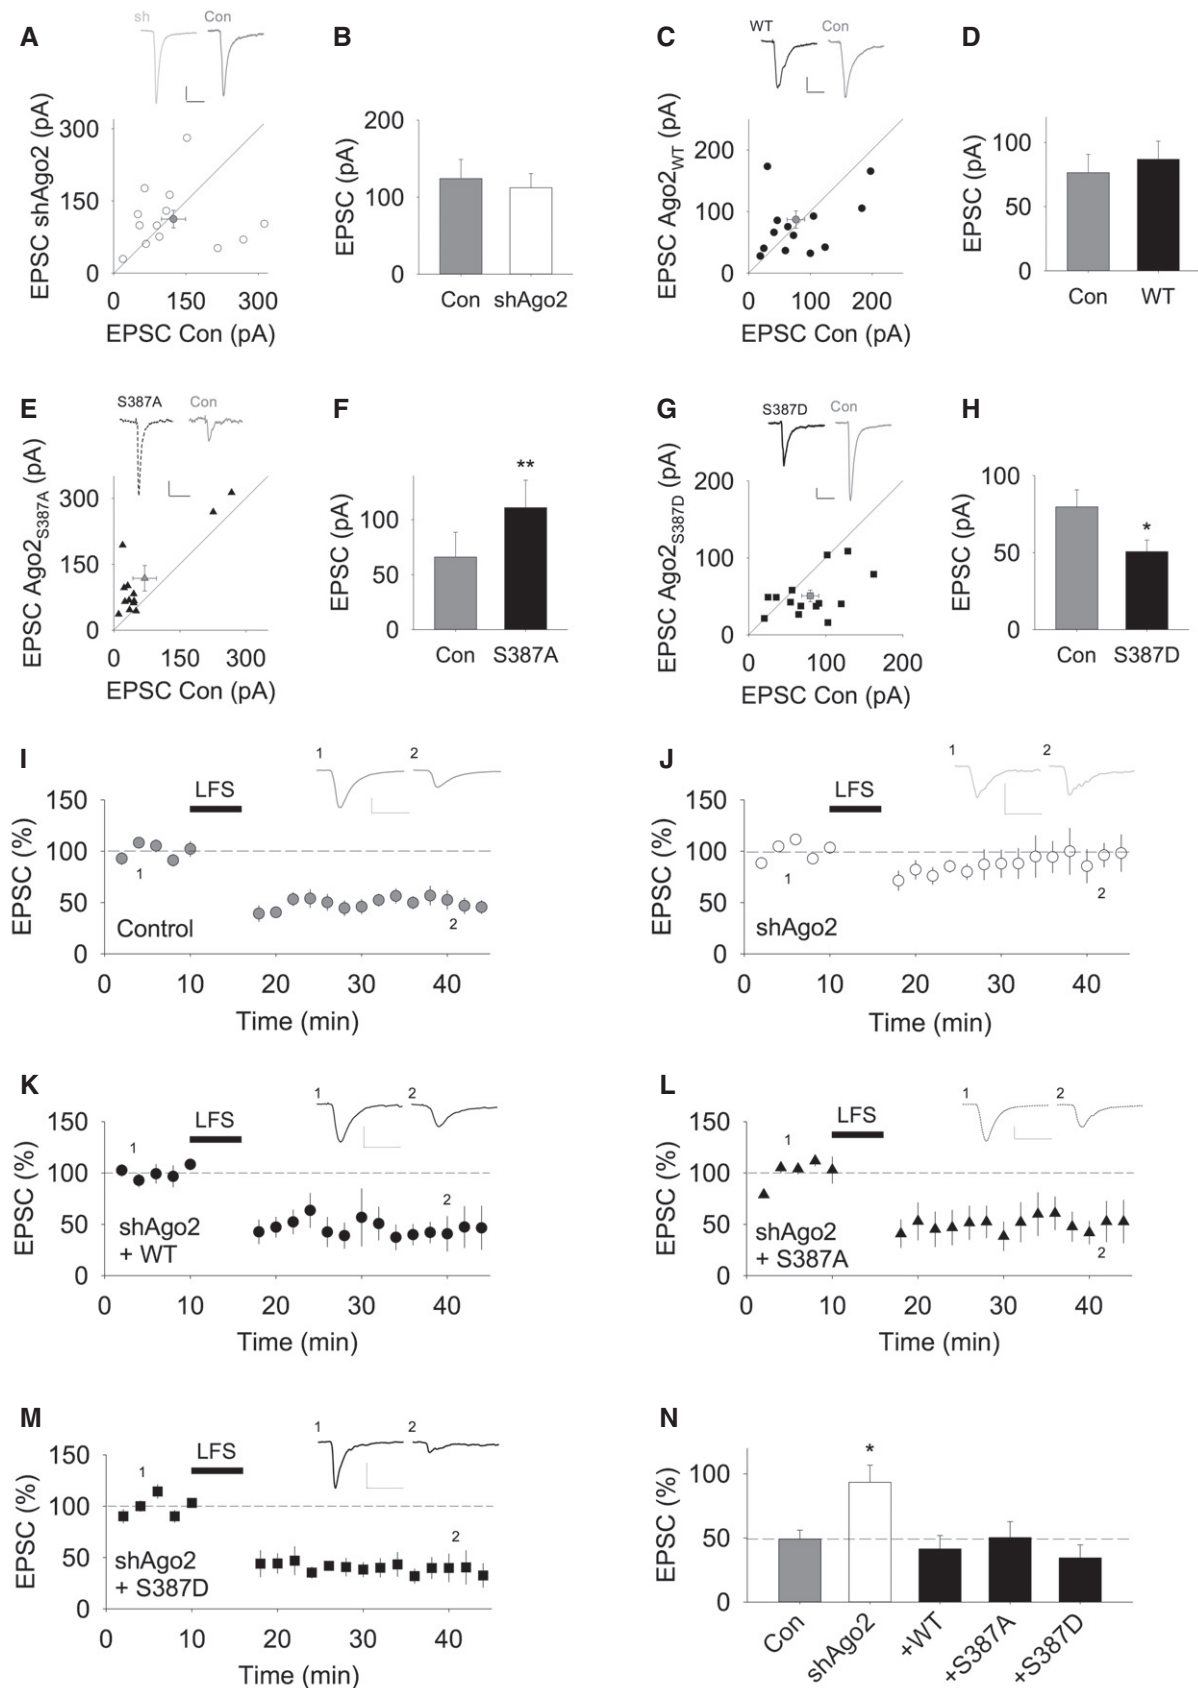 A
sh
Con
EPSC shAgo2 (pA)
300
150
0
0 150 300
EPSC Con (pA)
B
EPSC (pA)
200
100
0
Con shAgo2
C
WT
Con
EPSC Ago2WT (pA)
200
100
0
0 100 200
EPSC Con (pA)
D
EPSC (pA)
100
50
0
Con WT
E
S387A
Con
EPSC Ago2S387A (pA)
300
150
0
0 150 300
EPSC Con (pA)
F
EPSC (pA)
**
100
50
0
Con S387A
G
S387D
Con
EPSC Ago2S387D (pA)
200
100
0
0 100 200
EPSC Con (pA)
H
EPSC (pA)
100
*
50
0
Con S387D
I
1 2
LFS
EPSC (%)
150
100
50
0
1
2
Control
0 10 20 30 40
Time (min)
J
1 2
LFS
EPSC (%)
150
100
50
0
1
2
shAgo2
0 10 20 30 40
Time (min)
K
1 2
LFS
EPSC (%)
150
100
50
0
1
2
shAgo2
+ WT
0 10 20 30 40
Time (min)
L
1 2
LFS
EPSC (%)
150
100
50
0
1
2
shAgo2
+ S387A
0 10 20 30 40
Time (min)
M
1 2
LFS
EPSC (%)
150
100
50
0
1
2
shAgo2
+ S387D
0 10 20 30 40
Time (min)
N
EPSC (%)
*
100
50
0
Con
shAgo2
+WT
+S387A
+S387D